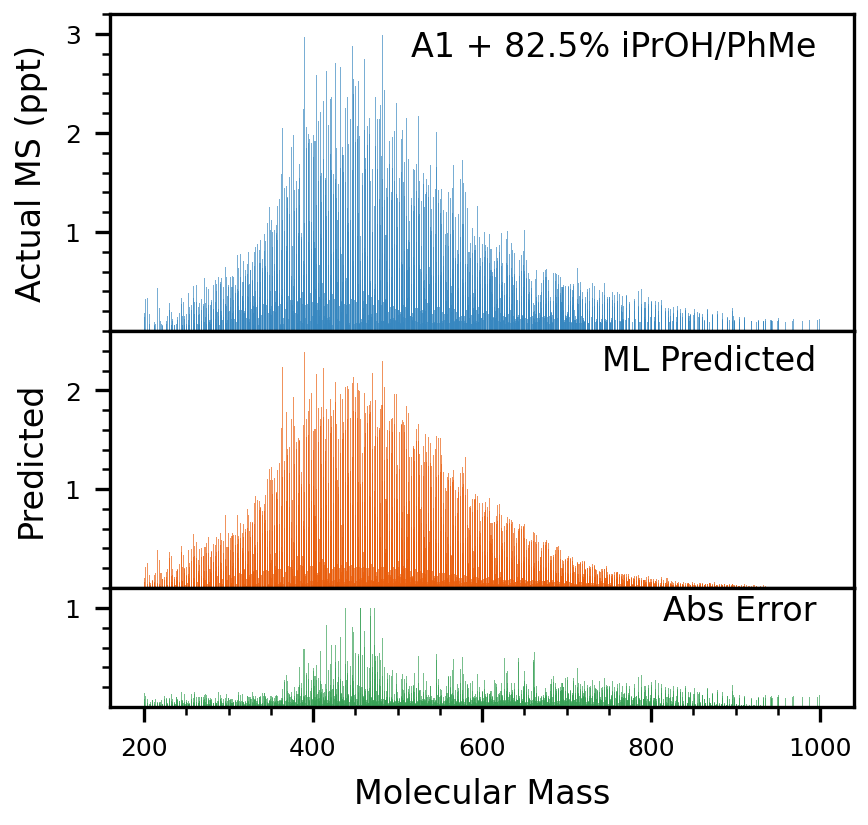 A1 + 82.5% iPrOH/PhMe
Actual MS (ppt)
3
2
1
ML Predicted
Predicted
2
1
Abs Error
1
200 400 600 800 1000
Molecular Mass